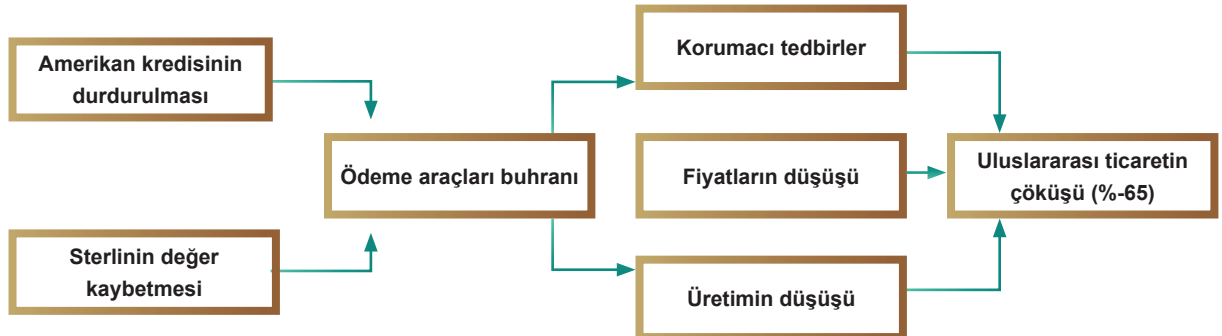 Amerikan kredisinin
durdurulması
Sterlinin değer
kaybetmesi
Ödeme araçları buhranı
Korumacı tedbirler
Fiyatların düşüşü
Üretimin düşüşü
Uluslararası ticaretin
çöküşü (%-65)